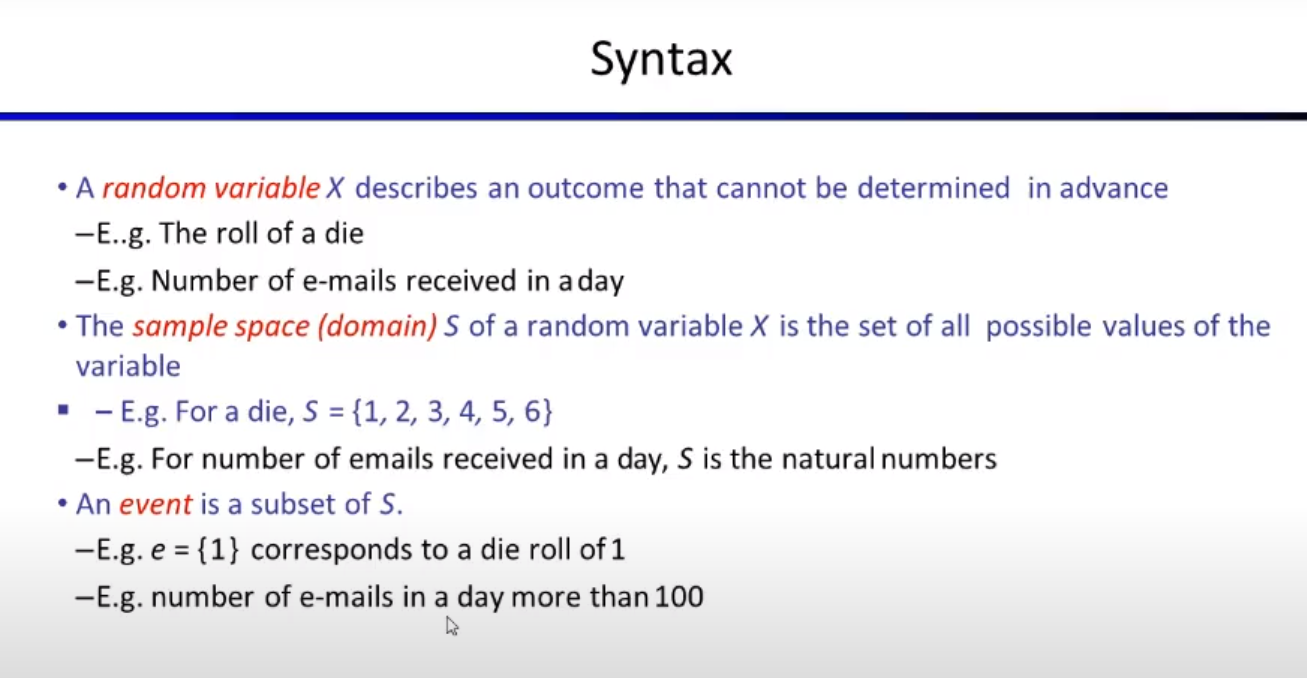 Syntax
• A random variable X describes an outcome that cannot be determined in advance
–E..g. The roll of a die
–E.g. Number of e-mails received in a day
• The sample space (domain) S of a random variable X is the set of all possible values of the
variable
▪ – E.g. For a die, S = {1, 2, 3, 4, 5, 6}
–E.g. For number of emails received in a day, S is the natural numbers
• An event is a subset of S.
–E.g. e = {1} corresponds to a die roll of 1
–E.g. number of e-mails in a day more than 100